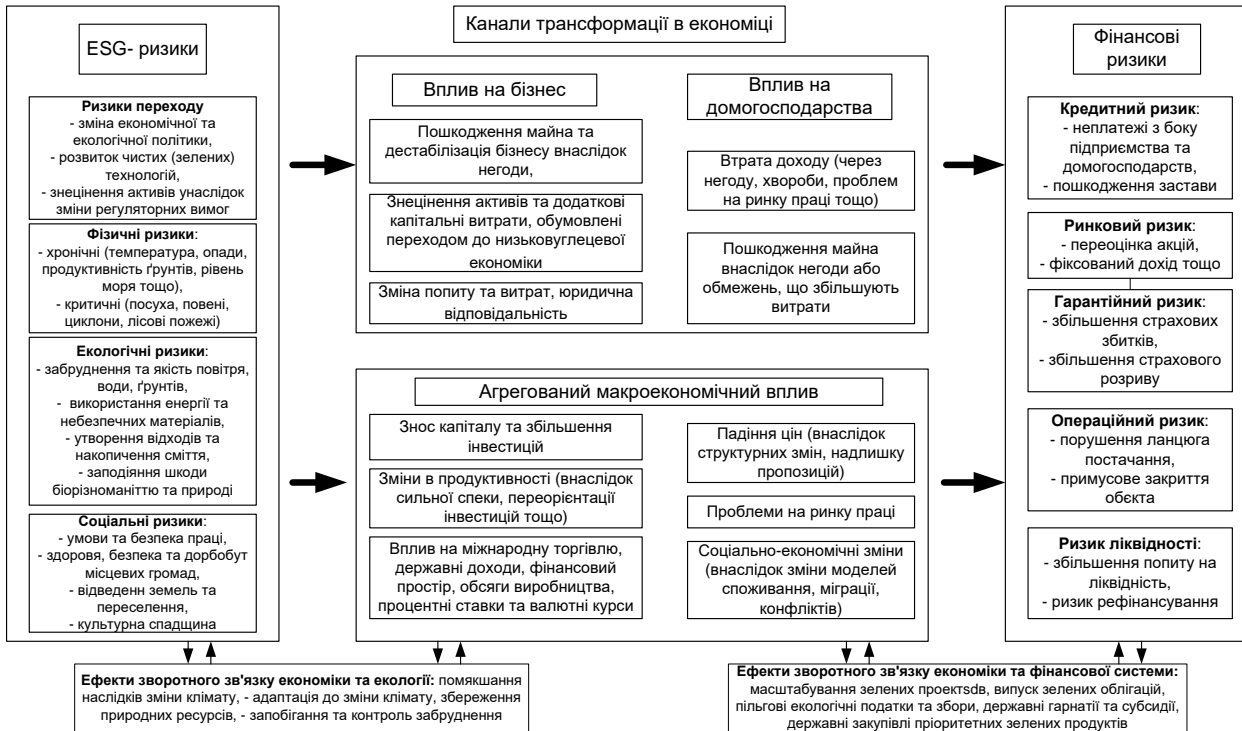 ESG- ризики
Ризики переходу
- зміна економічної та
екологічної політики,
- розвиток чистих (зелених)
технологій,
- знецінення активів унаслідок
зміни регуляторних вимог
Фізичні ризики:
- хронічні (температура, опади,
продуктивність ґрунтів, рівень
моря тощо),
- критичні (посуха, повені,
циклони, лісові пожежі)
Екологічні ризики:
- забруднення та якість повітря,
води, ґрунтів,
- використання енергії та
небезпечних матеріалів,
- утворення відходів та
накопичення сміття,
- заподіяння шкоди
біорізноманіттю та природі
Соціальні ризики:
- умови та безпека праці,
- здоровя, безпека та дорбобут
місцевих громад,
- відведенн земель та
переселення,
- культурна спадщина
Канали трансформації в економіці
Вплив на бізнес
Пошкодження майна та
дестабілізація бізнесу внаслідок
негоди,
Знецінення активів та додаткові
капітальні витрати, обумовлені
переходом до низьковуглецевої
економіки
Зміна попиту та витрат, юридична
відповідальність
Вплив на
домогосподарства
Втрата доходу (через
негоду, хвороби, проблем
на ринку праці тощо)
Пошкодження майна
внаслідок негоди або
обмежень, що збільшують
витрати
Агрегований макроекономічний вплив
Знос капіталу та збільшення
інвестицій
Зміни в продуктивності (внаслідок
сильної спеки, переорієнтації
інвестицій тощо)
Вплив на міжнародну торгівлю,
державні доходи, фінансовий
простір, обсяги виробництва,
процентні ставки та валютні курси
Падіння цін (внаслідок
структурних змін, надлишку
пропозицій)
Проблеми на ринку праці
Соціально-економічні зміни
(внаслідок зміни моделей
споживання, міграції,
конфліктів)
Фінансові
ризики
Кредитний ризик:
- неплатежі з боку
підприємства та
домогосподарств,
- пошкодження застави
Ринковий ризик:
- переоцінка акцій,
- фіксований дохід тощо
Гарантійний ризик:
- збільшення страхових
збитків,
- збільшення страхового
розриву
Операційний ризик:
- порушення ланцюга
постачання,
- примусове закриття
обєкта
Ризик ліквідності:
- збільшення попиту на
ліквідність,
- ризик рефінансування
Ефекти зворотного зв'язку економіки та екології: помякшання
наслідків зміни клімату, - адаптація до зміни клімату, збереження
природних ресурсів, - запобігання та контроль забруднення
Ефекти зворотного зв'язку економіки та фінансової системи:
масштабування зелених проектsdв, випуск зелених облігацій,
пільгові екологічні податки та збори, державні гарнатії та субсидії,
державні закупівлі пріоритетних зелених продуктів